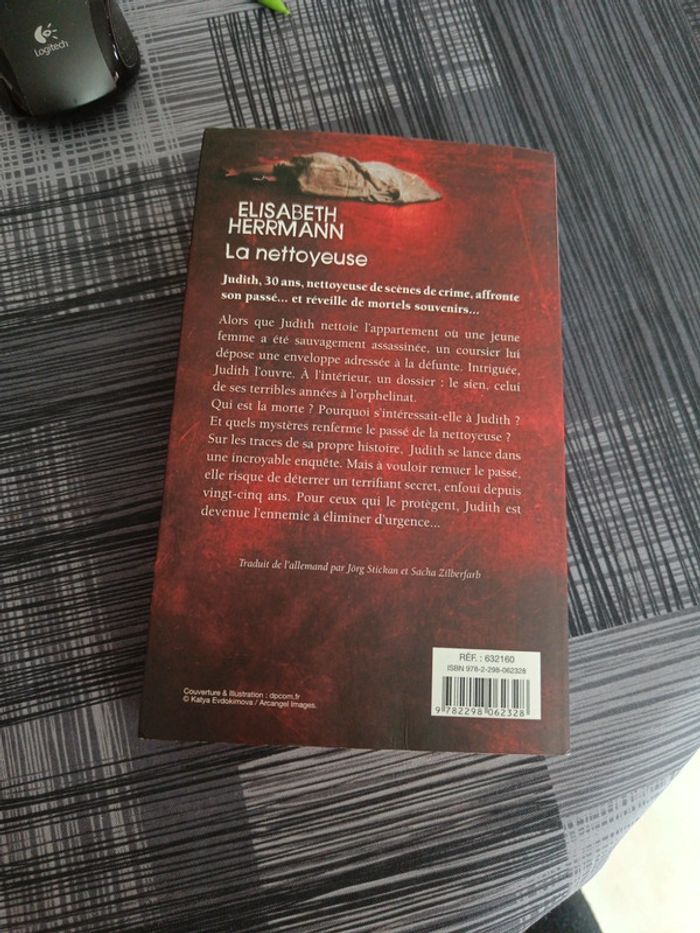 Logitech
ELISABETH
HERRMANN
La nettoyeuse
Judith, 30 ans, nettoyeuse de scènes de crime, affronte
son passé... et réveille de mortels souvenirs...
Alors que Judith nettoie l'appartement où une jeune
femme a été sauvagement assassinée, un coursier lui
dépose une enveloppe adressée à la défunte. Intriguée,
Judith l'ouvre. À l'intérieur, un dossier : le sien, celui
de ses terribles années à l'orphelinat.
Qui est la morte ? Pourquoi s'intéressait-elle à Judith ?
Et quels mystères renferme le passé de la nettoyeuse ?
Sur les traces de sa propre histoire, Judith se lance dans
une incroyable enquête. Mais à vouloir remuer le passé,
elle risque de déterrer un terrifiant secret, enfoui depuis
vingt-cinq ans. Pour ceux qui le protègent, Judith est
devenue l'ennemie à éliminer d'urgence...
Traduit de l'allemand par Jörg Stickan et Sacha Zilberfarb
RÉF. : 632160
ISBN 978-2-298-062328
9 782298 062328
Couverture & Illustration : dpcom.fr
© Katya Evdokimova / Arcangel Images.